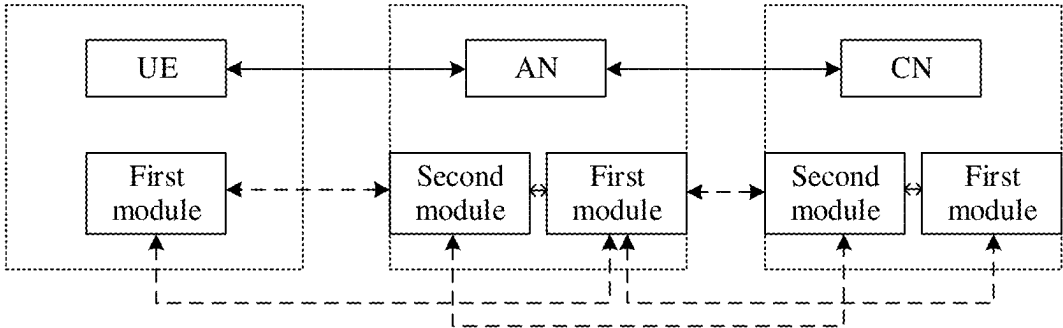 UE
AN
CN
First
module
Second
module
First
module
Second
module
First
module